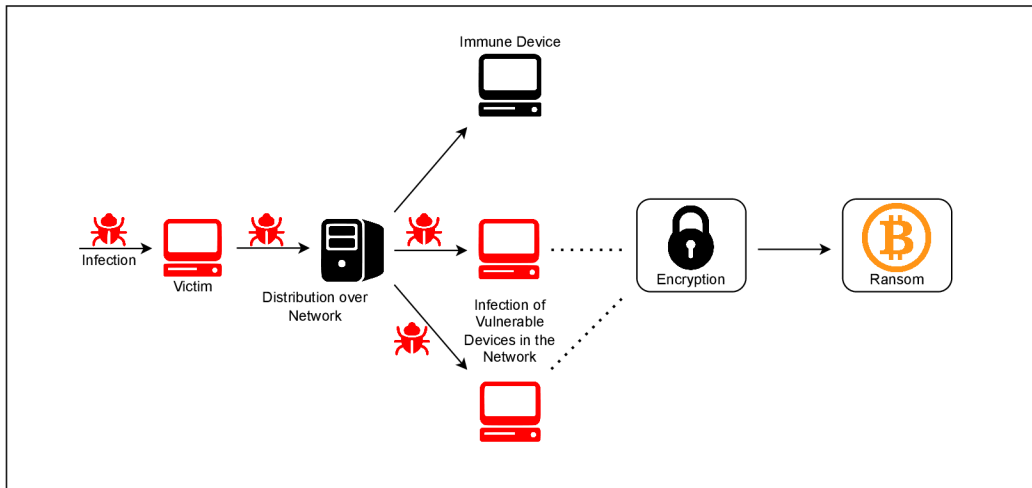 Immune Device
Infection
Victim
Distribution over
Network
Infection of
Vulnerable
Devices in the
Network
Encryption
Ransom